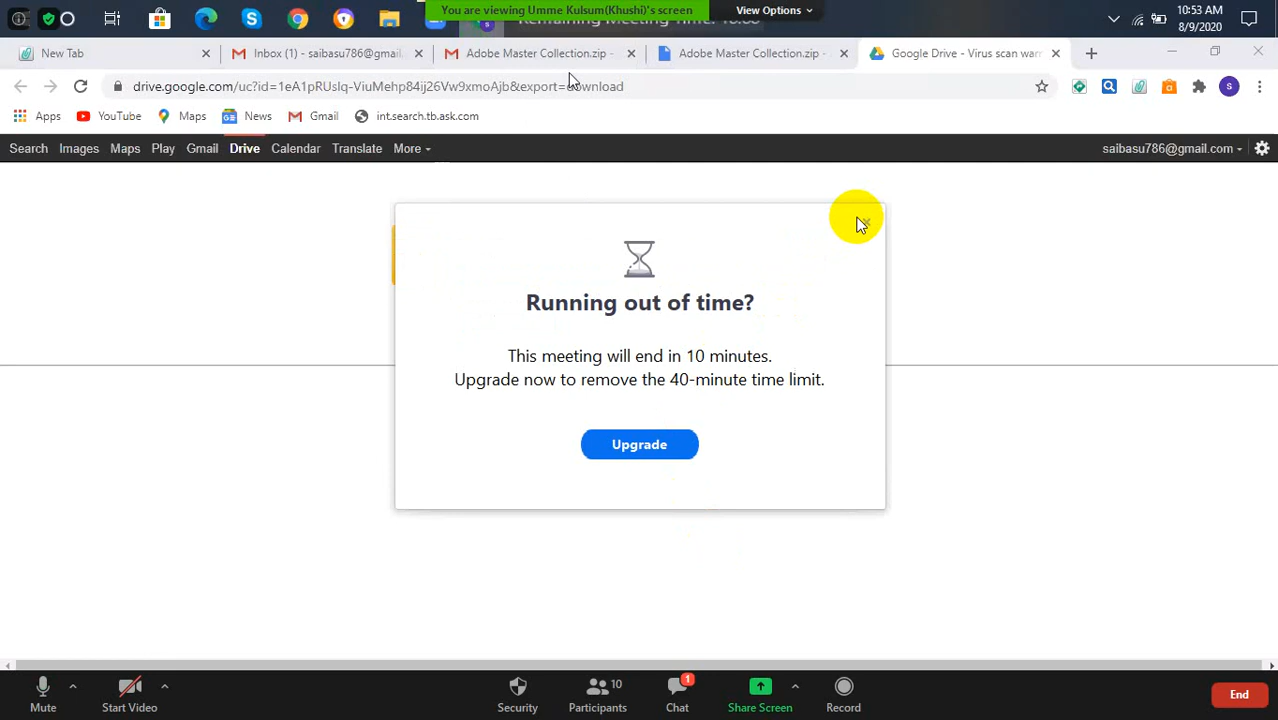 You are viewing Umme Kulsum(Khushi)'s screen
View Options
Remaining Meeting Time:
10:53 AM
8/9/2020
New Tab
Inbox (1) - saibasu786@gmail.
Adobe Master Collection.zip -
Adobe Master Collection.zip -
Google Drive - Virus scan warn
drive.google.com/uc?id=1eA1pRUsIq-ViuMehp84ij26Vw9xmoAjb&export=download
Apps
YouTube
Maps
News
Gmail
int.search.tb.ask.com
Search Images Maps Play Gmail Drive Calendar Translate More
saibasu786@gmail.com
Running out of time?
This meeting will end in 10 minutes.
Upgrade now to remove the 40-minute time limit.
Upgrade
Mute
Start Video
Security
10
Participants
1
Chat
Share Screen
Record
End